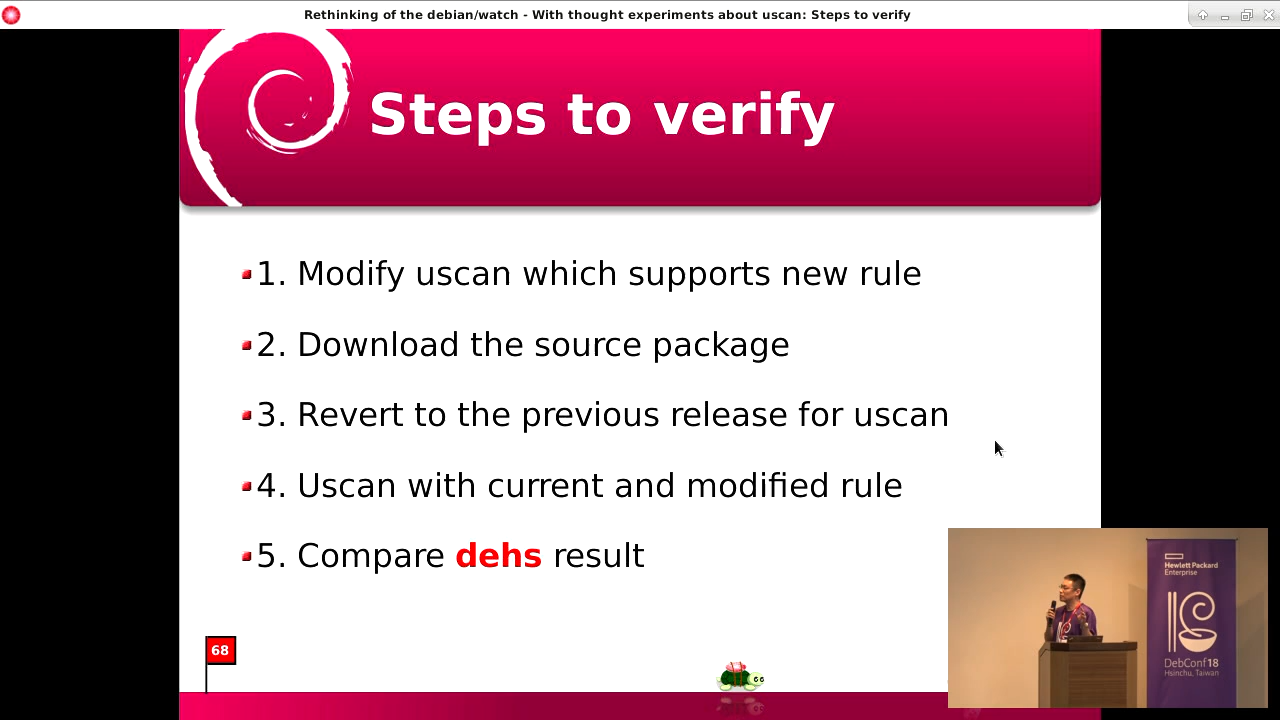 Rethinking of the debian/watch - With thought experiments about uscan: Steps to verify
Steps to verify
1. Modify uscan which supports new rule
2. Download the source package
3. Revert to the previous release for uscan
4. Uscan with current and modified rule
5. Compare dehs result
68
Hewlett Packard
Enterprise
DebConf18
Hsinchu, Taiwan